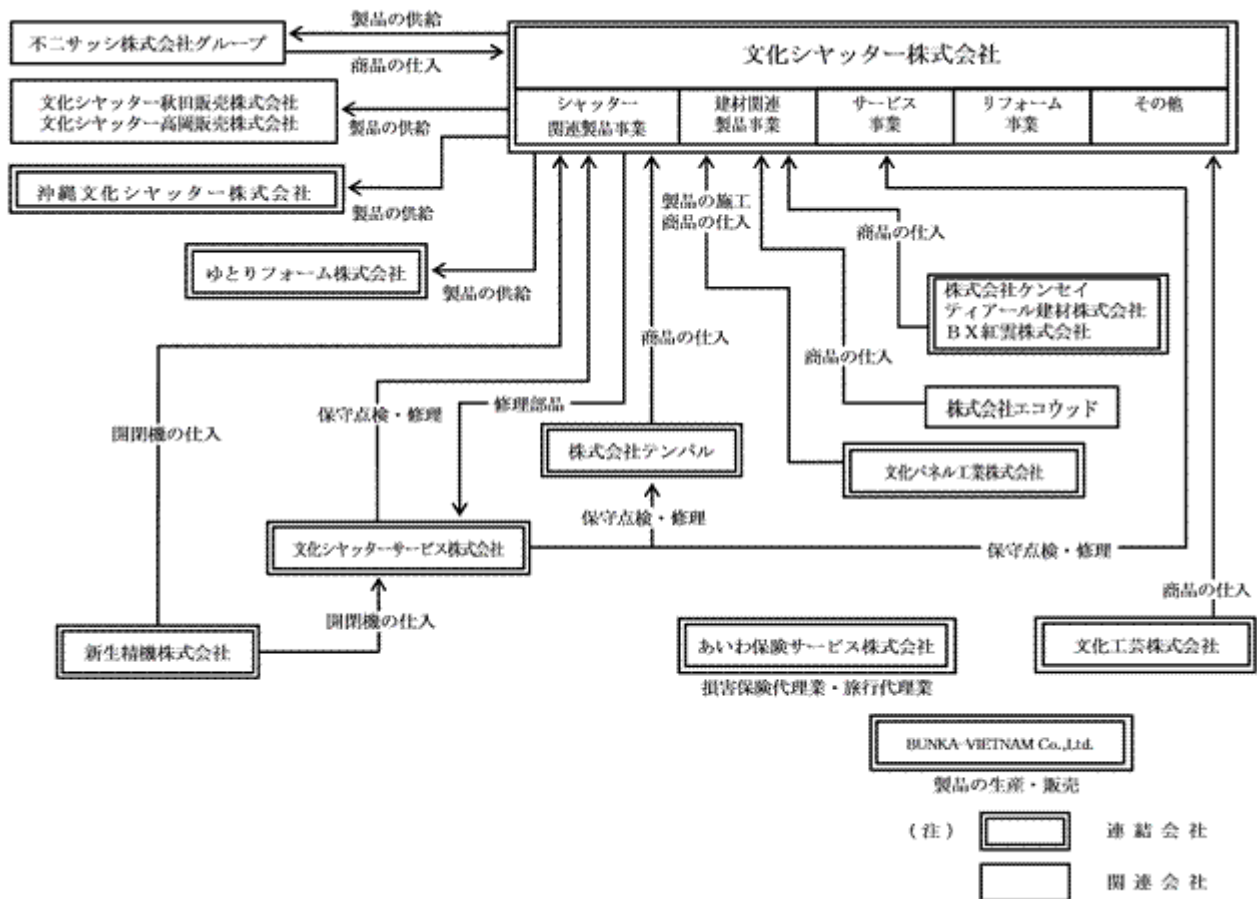 製品の供給
不二サッシ株式会社グループ
商品の仕入
文化シヤッター株式会社
シャッター
関連製品事業
建材関連
製品事業
サービス
事業
リフォーム
事業
その他
文化シヤッター秋田販売株式会社
文化シヤッター高岡販売株式会社
製品の供給
沖縄文化シヤッター株式会社
製品の供給
ゆとりフォーム株式会社
製品の供給
製品の施工
商品の仕入
商品の仕入
株式会社ケンセイ
ティアール建材株式会社
BX紅雲株式会社
商品の仕入
商品の仕入
株式会社エコウッド
保守点検・修理
修理部品
開閉機の仕入
株式会社テンパル
文化パネル工業株式会社
保守点検・修理
文化シヤッターサービス株式会社
保守点検・修理
商品の仕入
開閉機の仕入
新生精機株式会社
あいわ保険サービス株式会社
損害保険代理業・旅行代理業
文化工芸株式会社
BUNKA-VIETNAM Co.,Ltd.
製品の生産・販売
(注)
連結会社
関連会社